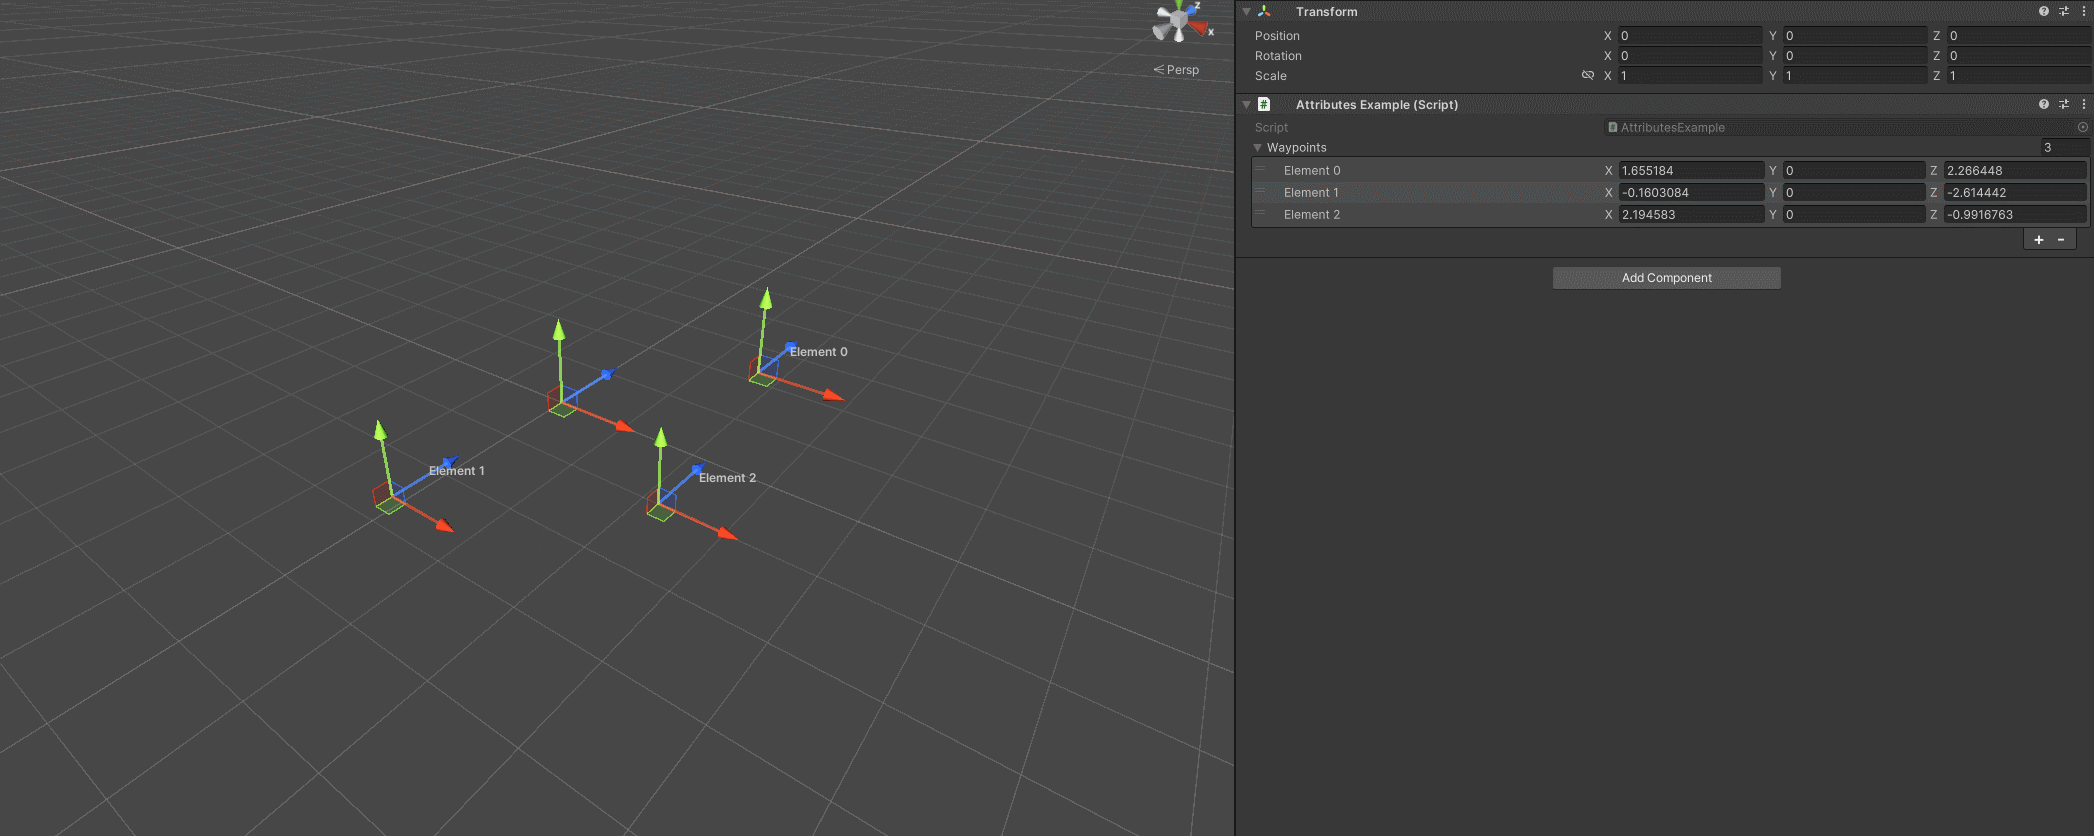 z
x
Persp
Element 0
Element 1
Element 2
Transform
Position X 0 Y 0 Z 0
Rotation X 0 Y 0 Z 0
Scale X 1 Y 1 Z 1
# Attributes Example (Script)
Script # AttributesExample
Waypoints 3
Element 0 X 1.655184 Y 0 Z 2.266448
Element 1 X -0.1603084 Y 0 Z -2.614442
Element 2 X 2.194583 Y 0 Z -0.9916763
+ -
Add Component